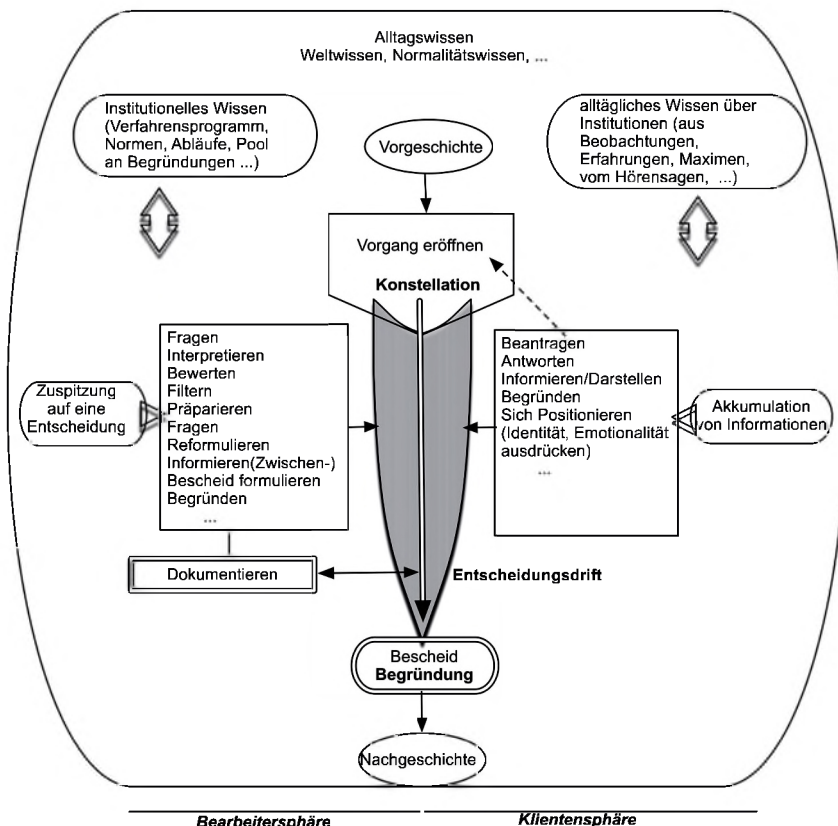 Alltagswissen
Weltwissen, Normalitätswissen, ...
Institutionelles Wissen
(Verfahrensprogramm,
Normen, Abläufe, Pool
an Begründungen ...)
Vorgeschichte
alltägliches Wissen über
Institutionen (aus
Beobachtungen,
Erfahrungen, Maximen,
vom Hörensagen, ...)
Vorgang eröffnen
Konstellation
Zuspitzung
auf eine
Entscheidung
Fragen
Interpretieren
Bewerten
Filtern
Präparieren
Fragen
Reformulieren
Informieren(Zwischen-)
Bescheid formulieren
Begründen
...
Beantragen
Antworten
Informieren/Darstellen
Begründen
Sich Positionieren
(Identität, Emotionalität
ausdrücken)
...
Akkumulation
von Informationen
Dokumentieren
Entscheidungsdrift
Bescheid
Begründung
Nachgeschichte
Bearbeitersphäre
Klientensphäre